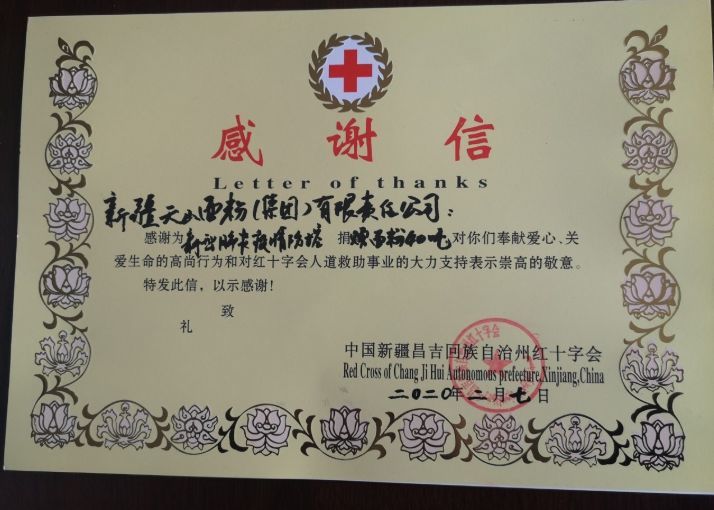 感谢信
Letter of thanks
新疆天山面粉(集团)有限责任公司:
感谢为新型肺炎疫情防控 捐赠面粉40吨对你们奉献爱心、关
爱生命的高尚行为和对红十字会人道救助事业的大力支持表示崇高的敬意。
特发此信，以示感谢!
致
礼
中国新疆昌吉回族自治州红十字会
Red Cross of Chang Ji Hui Autonomous prefecture,Xinjiang,China
二〇二〇年二月七日